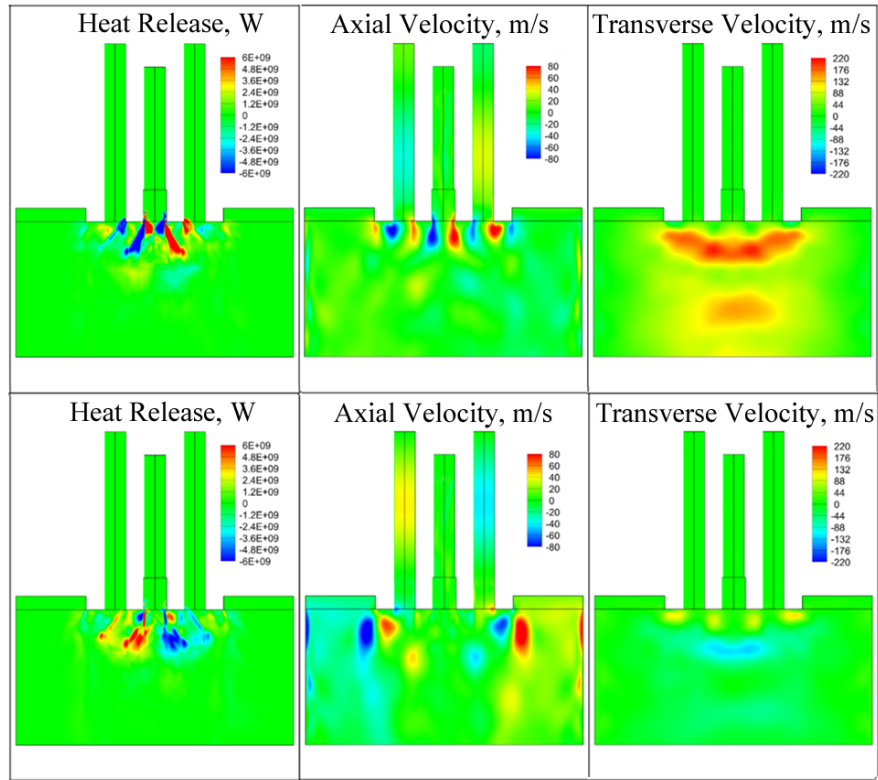 Heat Release, W
6E+09
4.8E+09
3.6E+09
2.4E+09
1.2E+09
0
-1.2E+09
-2.4E+09
-3.6E+09
-4.8E+09
-6E+09
Axial Velocity, m/s
80
60
40
20
0
-20
-40
-60
-80
Transverse Velocity, m/s
220
176
132
88
44
0
-44
-88
-132
-176
-220
Heat Release, W
6E+09
4.8E+09
3.6E+09
2.4E+09
1.2E+09
0
-1.2E+09
-2.4E+09
-3.6E+09
-4.8E+09
-6E+09
Axial Velocity, m/s
80
60
40
20
0
-20
-40
-60
-80
Transverse Velocity, m/s
220
176
132
88
44
0
-44
-88
-132
-176
-220